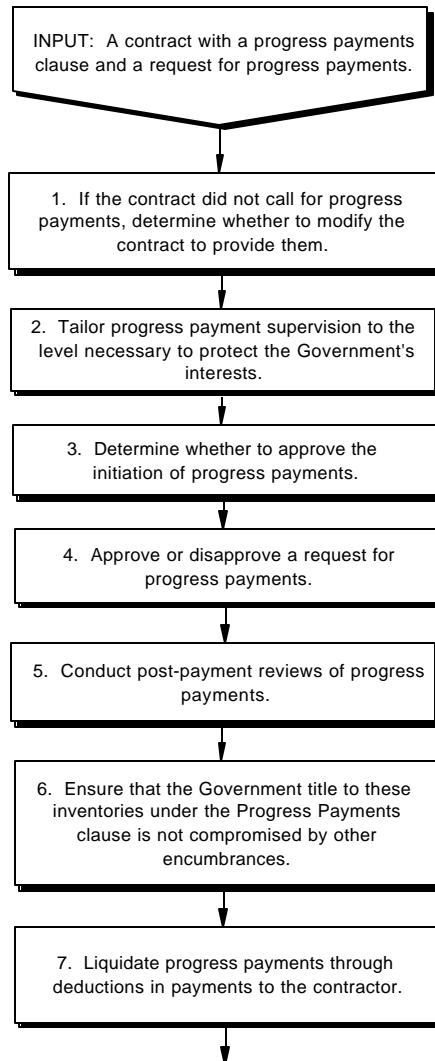 INPUT:  A contract with a progress payments
clause and a request for progress payments.
1.  If the contract did not call for progress
payments, determine whether to modify the
contract to provide them.
2.  Tailor progress payment supervision to the
level necessary to protect the Government's
interests.
3.  Determine whether to approve the
initiation of progress payments.
4.  Approve or disapprove a request for
progress payments.
5.  Conduct post-payment reviews of progress
payments.
6.  Ensure that the Government title to these
inventories under the Progress Payments
clause is not compromised by other
encumbrances.
7.  Liquidate progress payments through
deductions in payments to the contractor.